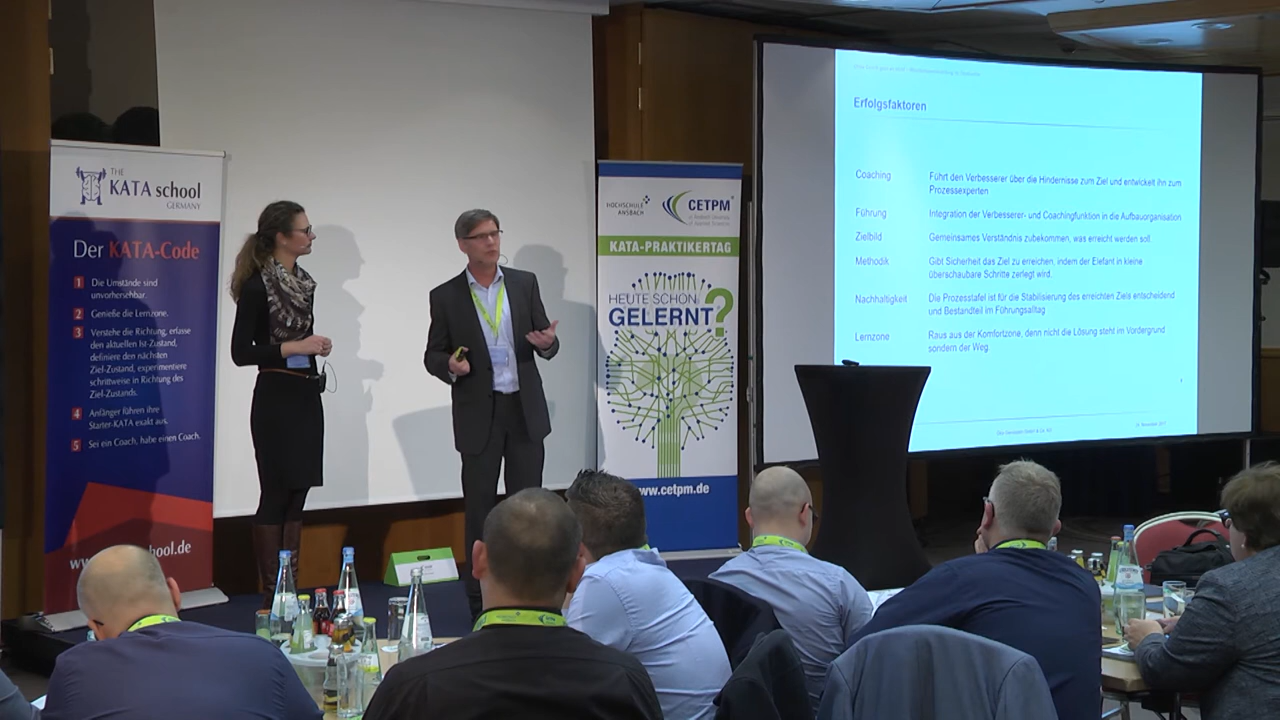 THE
KATA school
GERMANY
Der KATA-Code
1 Die Umstände sind
unvorhersehbar.
2 Genieße die Lernzone.
3 Verstehe die Richtung, erfasse
den aktuellen Ist-Zustand,
definiere den nächsten
Ziel-Zustand, experimentiere
schrittweise in Richtung des
Ziel-Zustands.
4 Anfänger führen ihre
Starter-KATA exakt aus.
5 Sei ein Coach, habe einen Coach.
HOCHSCHULE
ANSBACH
CETPM
KATA-PRAKTIKERTAG
HEUTE SCHON
GELERNT?
www.cetpm.de
Erfolgsfaktoren
Coaching Führt den Verbesserer über die Hindernisse zum Ziel und entwickelt ihn zum
Prozessexperten
Führung Integration der Verbesserer- und Coachingfunktion in die Aufbauorganisation
Zielbild Gemeinsames Verständnis zubekommen, was erreicht werden soll.
Methodik Gibt Sicherheit das Ziel zu erreichen, indem der Elefant in kleine
überschaubare Schritte zerlegt wird.
Nachhaltigkeit Die Prozesstafel ist für die Stabilisierung des erreichten Ziels entscheidend
und Bestandteil im Führungsalltag
Lernzone Raus aus der Komfortzone, denn nicht die Lösung steht im Vordergrund
sondern der Weg.